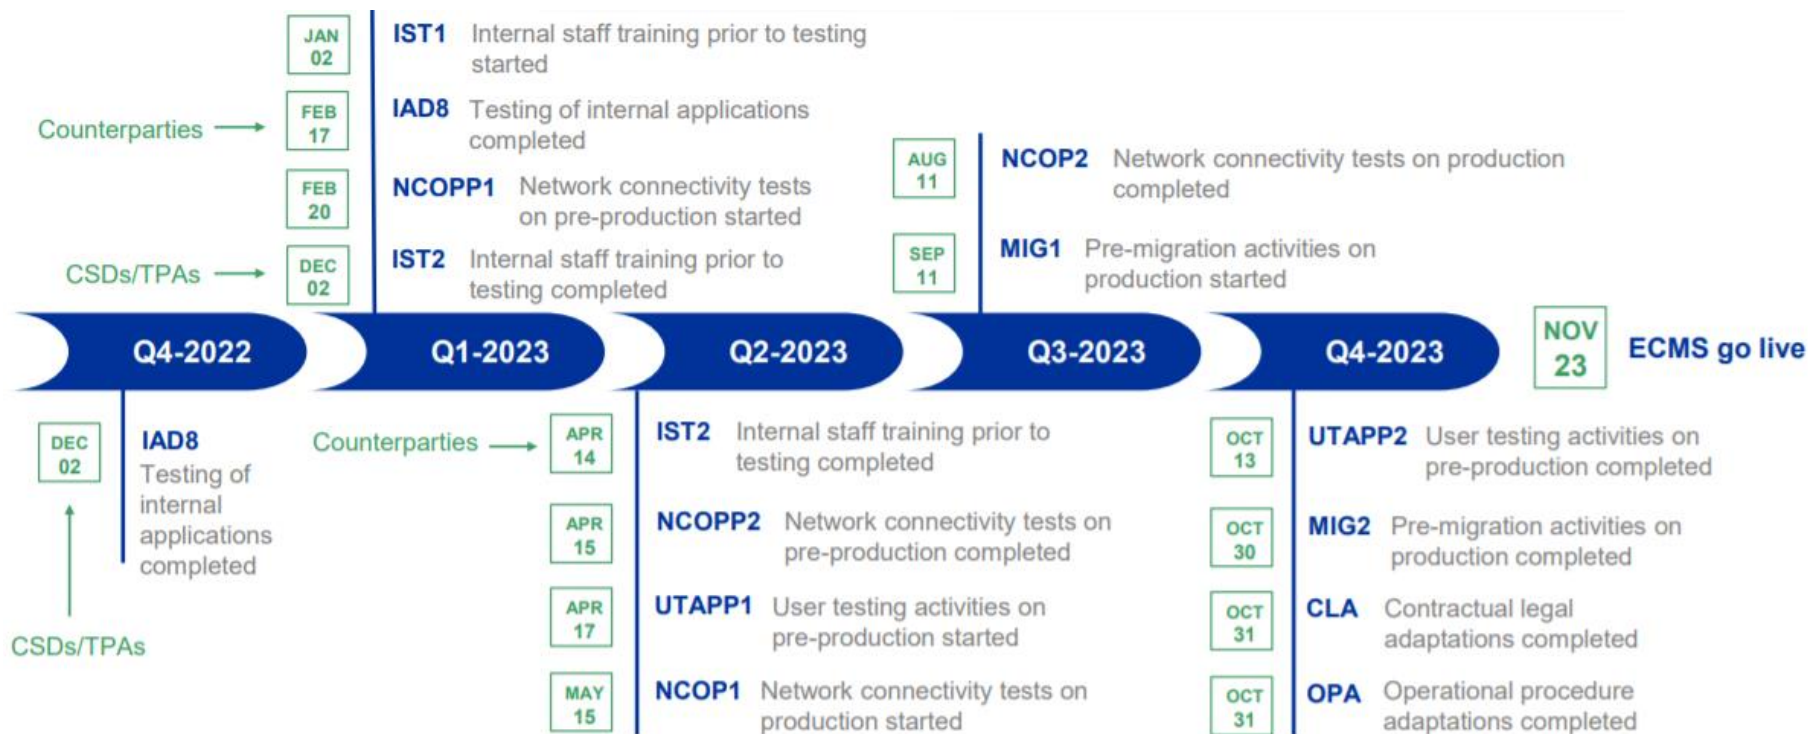 JAN
02
IST1 Internal staff training prior to testing
started
Counterparties
FEB
17
IAD8 Testing of internal applications
completed
FEB
20
NCOPP1 Network connectivity tests
on pre-production started
CSDs/TPAs
DEC
02
IST2 Internal staff training prior to
testing completed
AUG
11
NCOP2 Network connectivity tests on production
completed
SEP
11
MIG1 Pre-migration activities on
production started
Q4-2022
Q1-2023
Q2-2023
Q3-2023
Q4-2023
NOV
23
ECMS go live
DEC
02
IAD8
Testing of
internal
applications
completed
CSDs/TPAs
Counterparties
APR
14
IST2 Internal staff training prior to
testing completed
APR
15
NCOPP2 Network connectivity tests on
pre-production completed
APR
17
UTAPP1 User testing activities on
pre-production started
MAY
15
NCOP1 Network connectivity tests on
production started
OCT
13
UTAPP2 User testing activities on
pre-production completed
OCT
30
MIG2 Pre-migration activities on
production completed
OCT
31
CLA Contractual legal
adaptations completed
OCT
31
OPA Operational procedure
adaptations completed